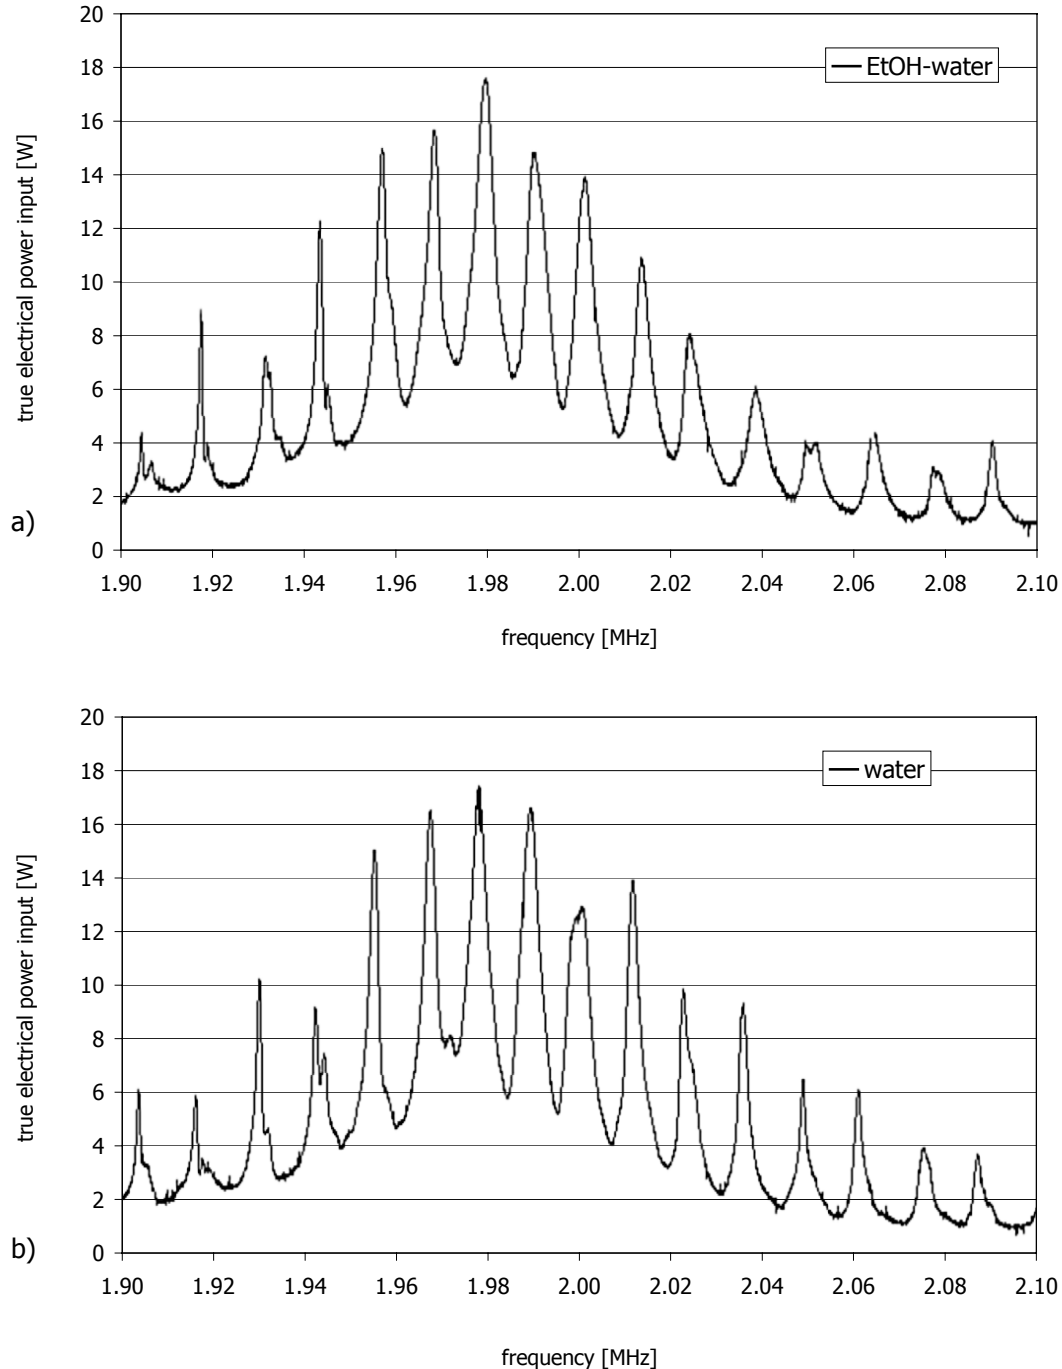 20
18
16
14
12
10
8
6
4
2
0
true electrical power input [W]
EtOH-water
a)
1.90 1.92 1.94 1.96 1.98 2.00 2.02 2.04 2.06 2.08 2.10
frequency [MHz]
20
18
16
14
12
10
8
6
4
2
0
true electrical power input [W]
water
b)
1.90 1.92 1.94 1.96 1.98 2.00 2.02 2.04 2.06 2.08 2.10
frequency [MHz]